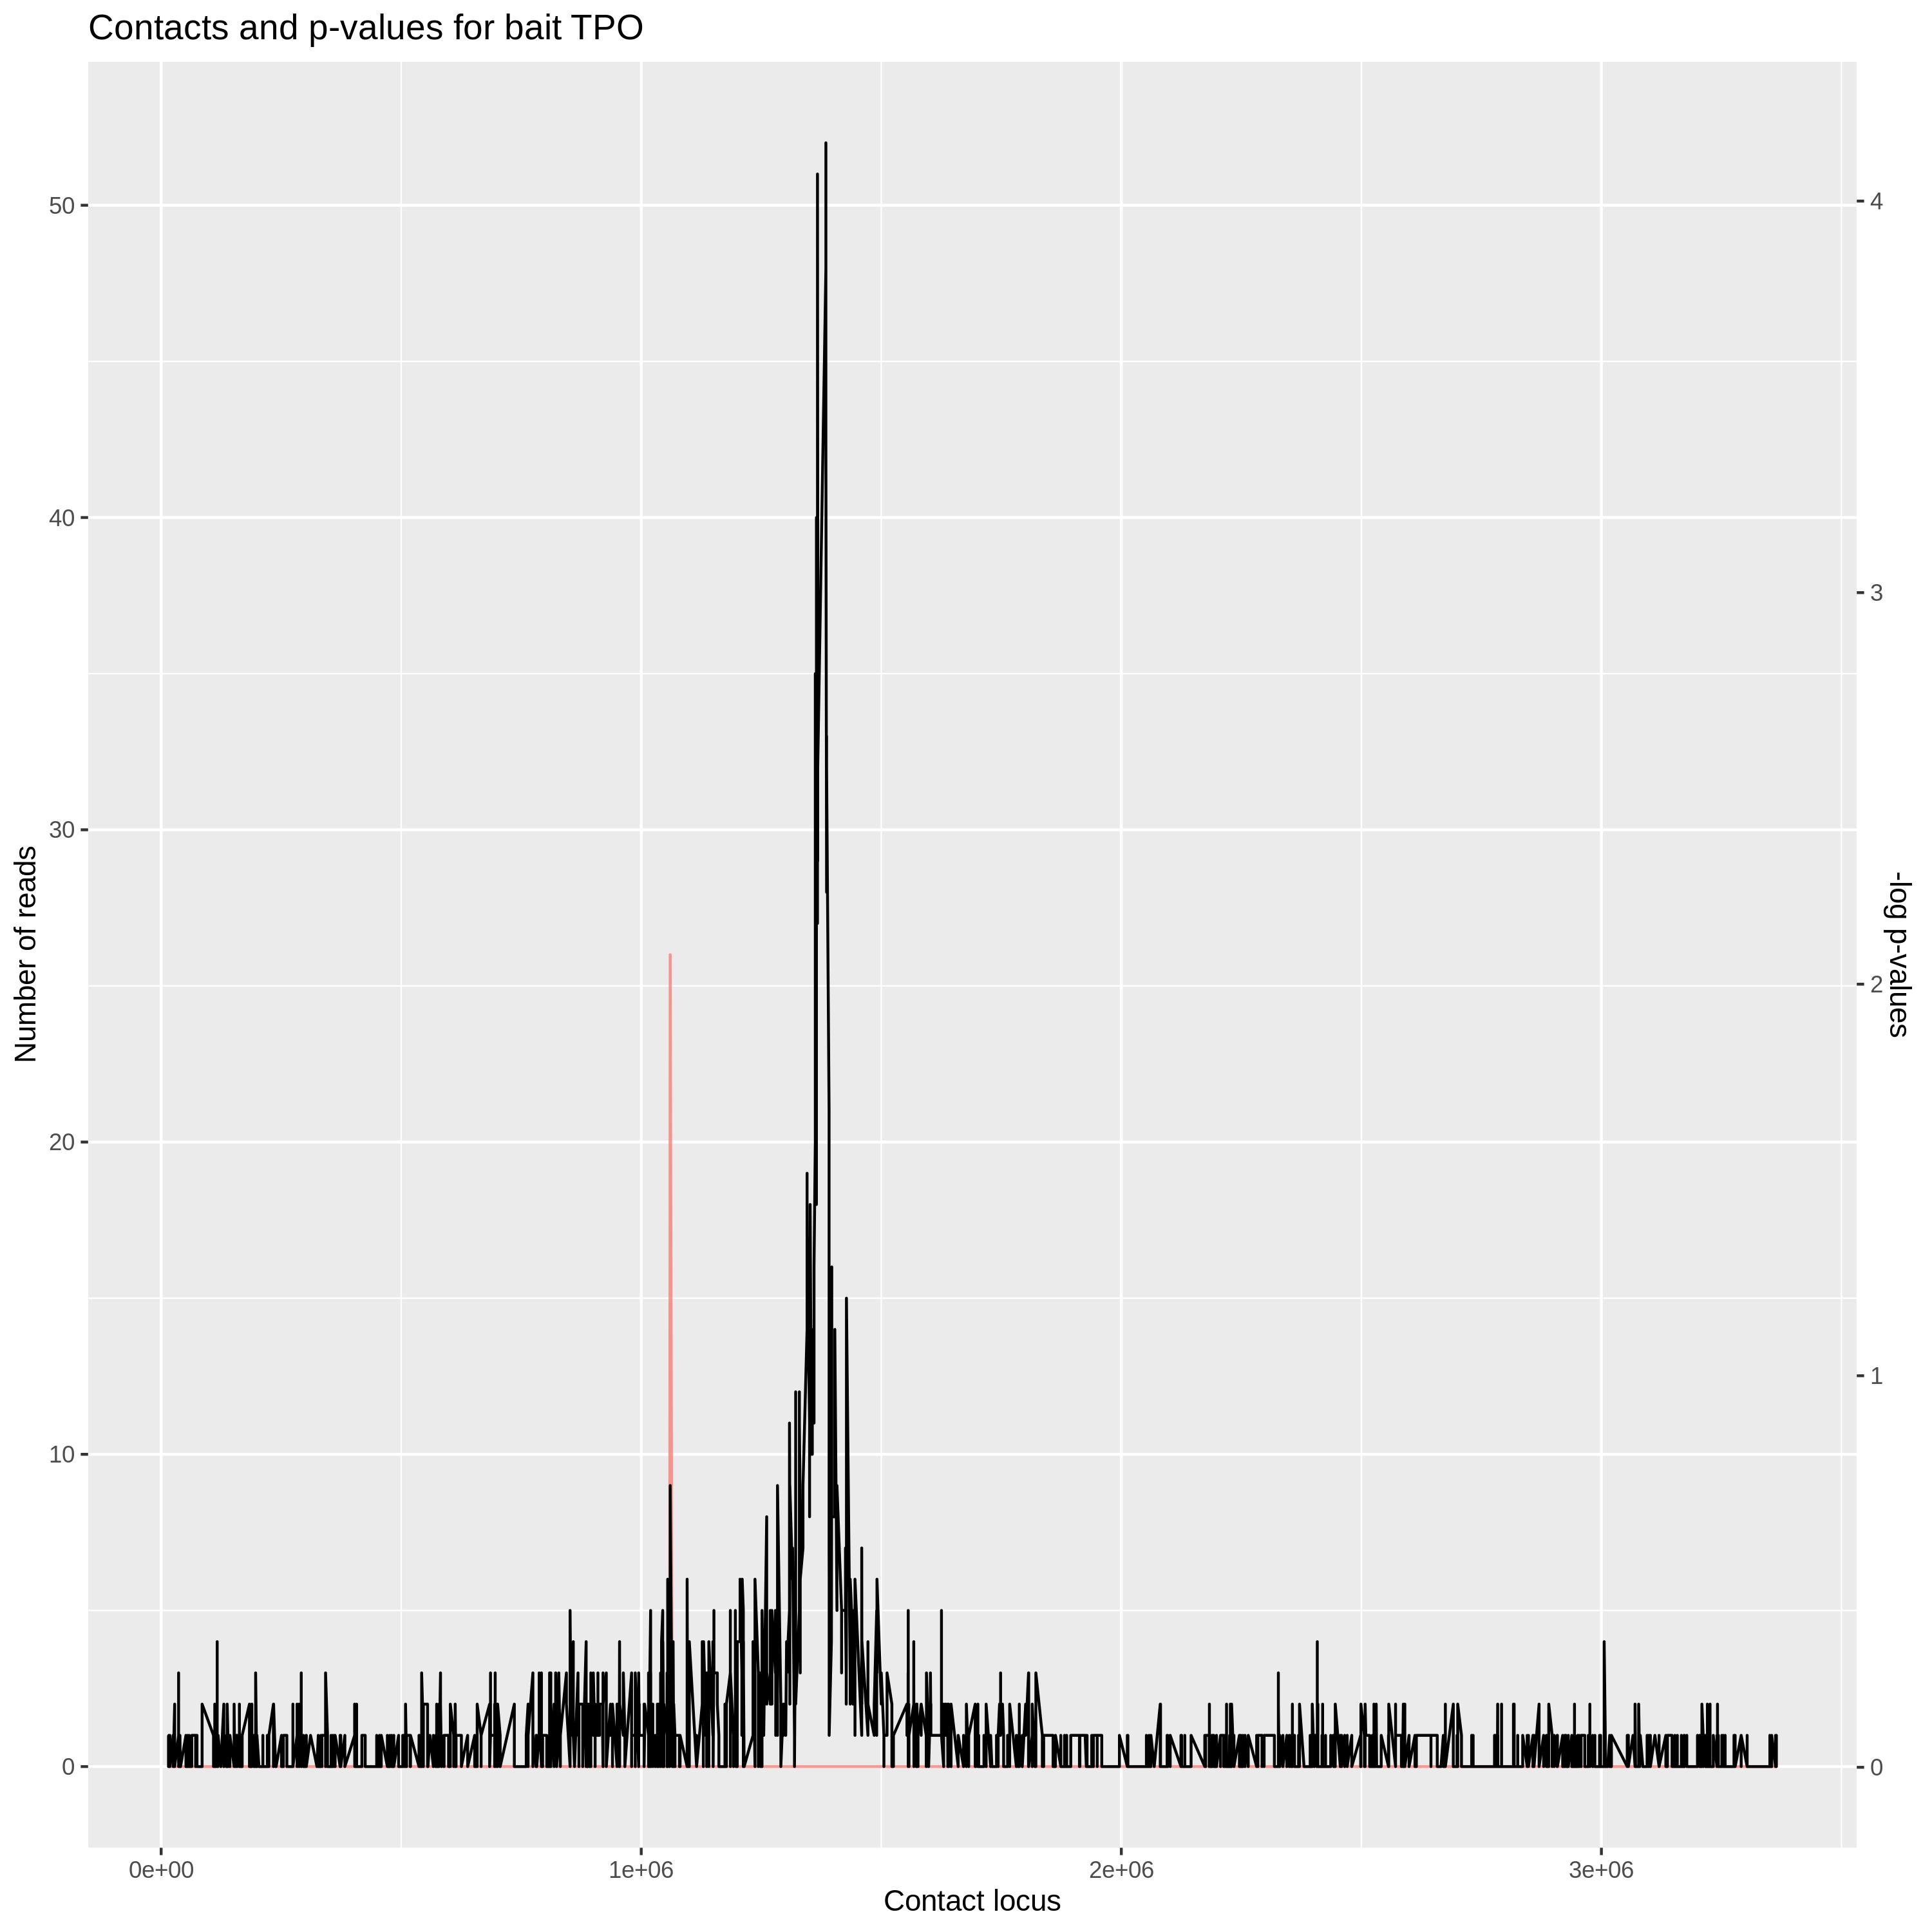 Contacts and p-values for bait TPO
Number of reads
50
40
30
20
10
0
4
3
2
1
0
-log p-values
0e+00
1e+06
2e+06
3e+06
Contact locus